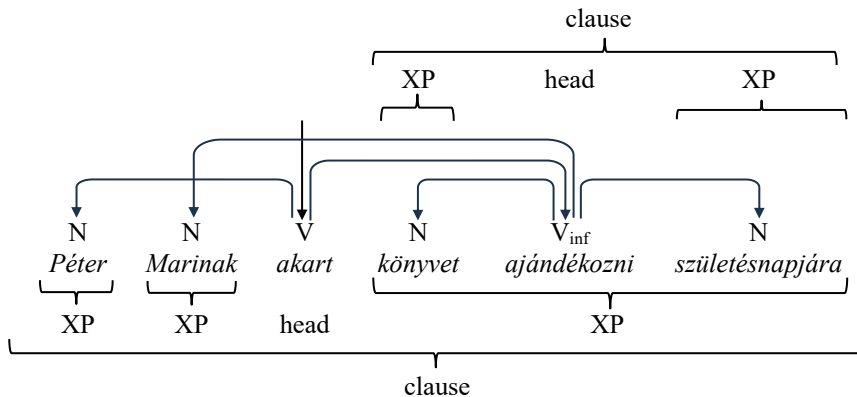 clause
XP head XP
N N V N V_inf N
Péter Marinak akart könyvet ajándékozni születésnapjára
XP XP head XP
clause